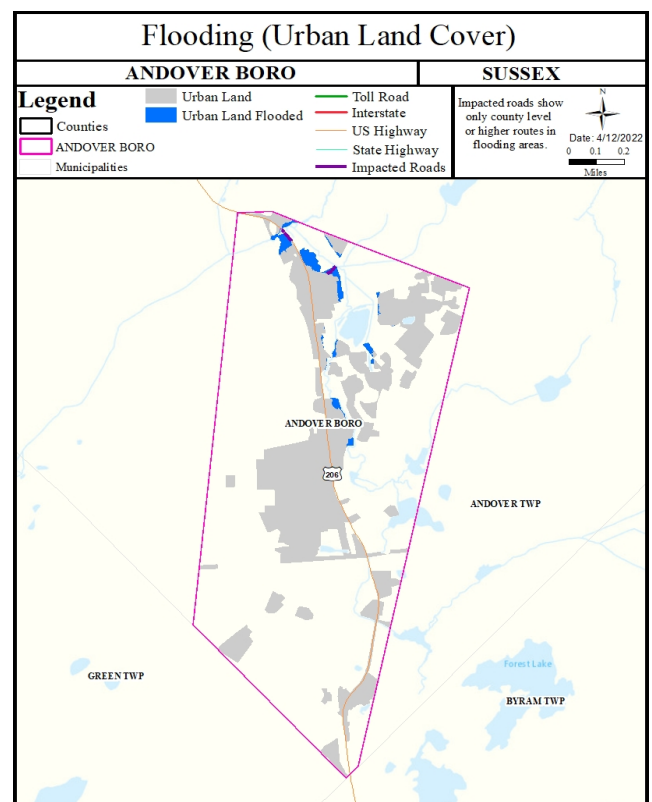 Flooding (Urban Land Cover)
ANDOVER BORO
SUSSEX
Legend
Counties
ANDOVER BORO
Municipalities
Urban Land
Urban Land Flooded
Toll Road
Interstate
US Highway
State Highway
Impacted Roads
Impacted roads show
only county level
or higher routes in
flooding areas.
N
Date: 4/12/2022
0 0.1 0.2
Miles
ANDOVER BORO
206
ANDOVER TWP
Forest Lake
GREEN TWP
BYRAM TWP